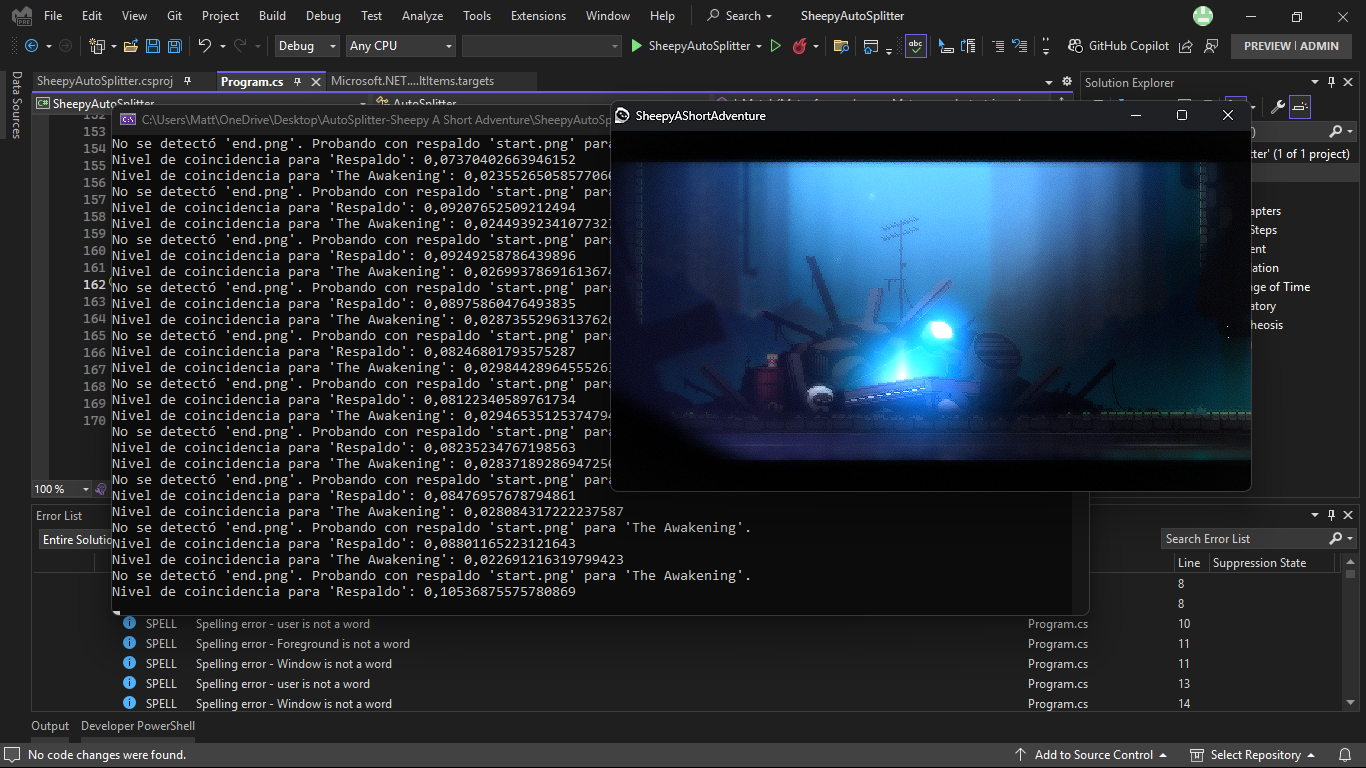 File Edit View Git Project Build Debug Test Analyze Tools Extensions Window Help Search SheepyAutoSplitter
Debug Any CPU SheepyAutoSplitter GitHub Copilot PREVIEW | ADMIN
Data Sources
SheepyAutoSplitter.csproj Program.cs Microsoft.NET....ItItems.targets
Solution Explorer
C# SheepyAutoSplitter AutoSplitter
C:\Users\Matt\OneDrive\Desktop\AutoSplitter-Sheepy A Short Adventure\SheepyAutoSp
SheepyAShortAdventure
tter' (1 of 1 project)
apters
Steps
ent
ation
ge of Time
atory
heosis
152
153
154
155
156
157
158
159
160
161
162
163
164
165
166
167
168
169
170
No se detectó 'end.png'. Probando con respaldo 'start.png' para
Nivel de coincidencia para 'Respaldo': 0,07370402663946152
Nivel de coincidencia para 'The Awakening': 0,0235526505857706
No se detectó 'end.png'. Probando con respaldo 'start.png' para
Nivel de coincidencia para 'Respaldo': 0,09207652509212494
Nivel de coincidencia para 'The Awakening': 0,0244939234107732
No se detectó 'end.png'. Probando con respaldo 'start.png' para
Nivel de coincidencia para 'Respaldo': 0,09249258786439896
Nivel de coincidencia para 'The Awakening': 0,0269937869161367
No se detectó 'end.png'. Probando con respaldo 'start.png' para
Nivel de coincidencia para 'Respaldo': 0,08975860476493835
Nivel de coincidencia para 'The Awakening': 0,0287355296313762
No se detectó 'end.png'. Probando con respaldo 'start.png' para
Nivel de coincidencia para 'Respaldo': 0,08246801793575287
Nivel de coincidencia para 'The Awakening': 0,0298442896455526
No se detectó 'end.png'. Probando con respaldo 'start.png' para
Nivel de coincidencia para 'Respaldo': 0,08122340589761734
Nivel de coincidencia para 'The Awakening': 0,0294653512537479
No se detectó 'end.png'. Probando con respaldo 'start.png' para
Nivel de coincidencia para 'Respaldo': 0,08235234767198563
Nivel de coincidencia para 'The Awakening': 0,0283718928694725
No se detectó 'end.png'. Probando con respaldo 'start.png' para
Nivel de coincidencia para 'Respaldo': 0,08476957678794861
Nivel de coincidencia para 'The Awakening': 0,028084317222237587
No se detectó 'end.png'. Probando con respaldo 'start.png' para 'The Awakening'.
Nivel de coincidencia para 'Respaldo': 0,08801165223121643
Nivel de coincidencia para 'The Awakening': 0,022691216319799423
No se detectó 'end.png'. Probando con respaldo 'start.png' para 'The Awakening'.
Nivel de coincidencia para 'Respaldo': 0,10536875575780869
100 %
Error List
Entire Solutio
Search Error List
Line Suppression State
8
8
SPELL Spelling error - user is not a word Program.cs 10
SPELL Spelling error - Foreground is not a word Program.cs 11
SPELL Spelling error - Window is not a word Program.cs 11
SPELL Spelling error - user is not a word Program.cs 13
SPELL Spelling error - Window is not a word Program.cs 14
Output Developer PowerShell
No code changes were found. Add to Source Control Select Repository